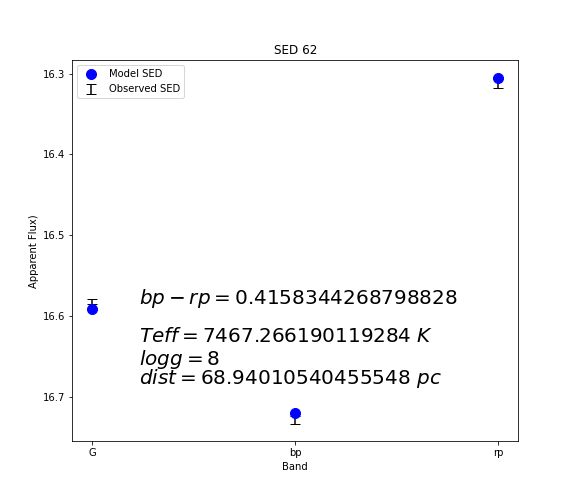 SED 62
Model SED
Observed SED
16.3
16.4
16.5
16.6
16.7
Apparent Flux)
bp − rp = 0.4158344268798828
Teff = 7467.266190119284 K
logg = 8
dist = 68.94010540455548 pc
G
bp
rp
Band